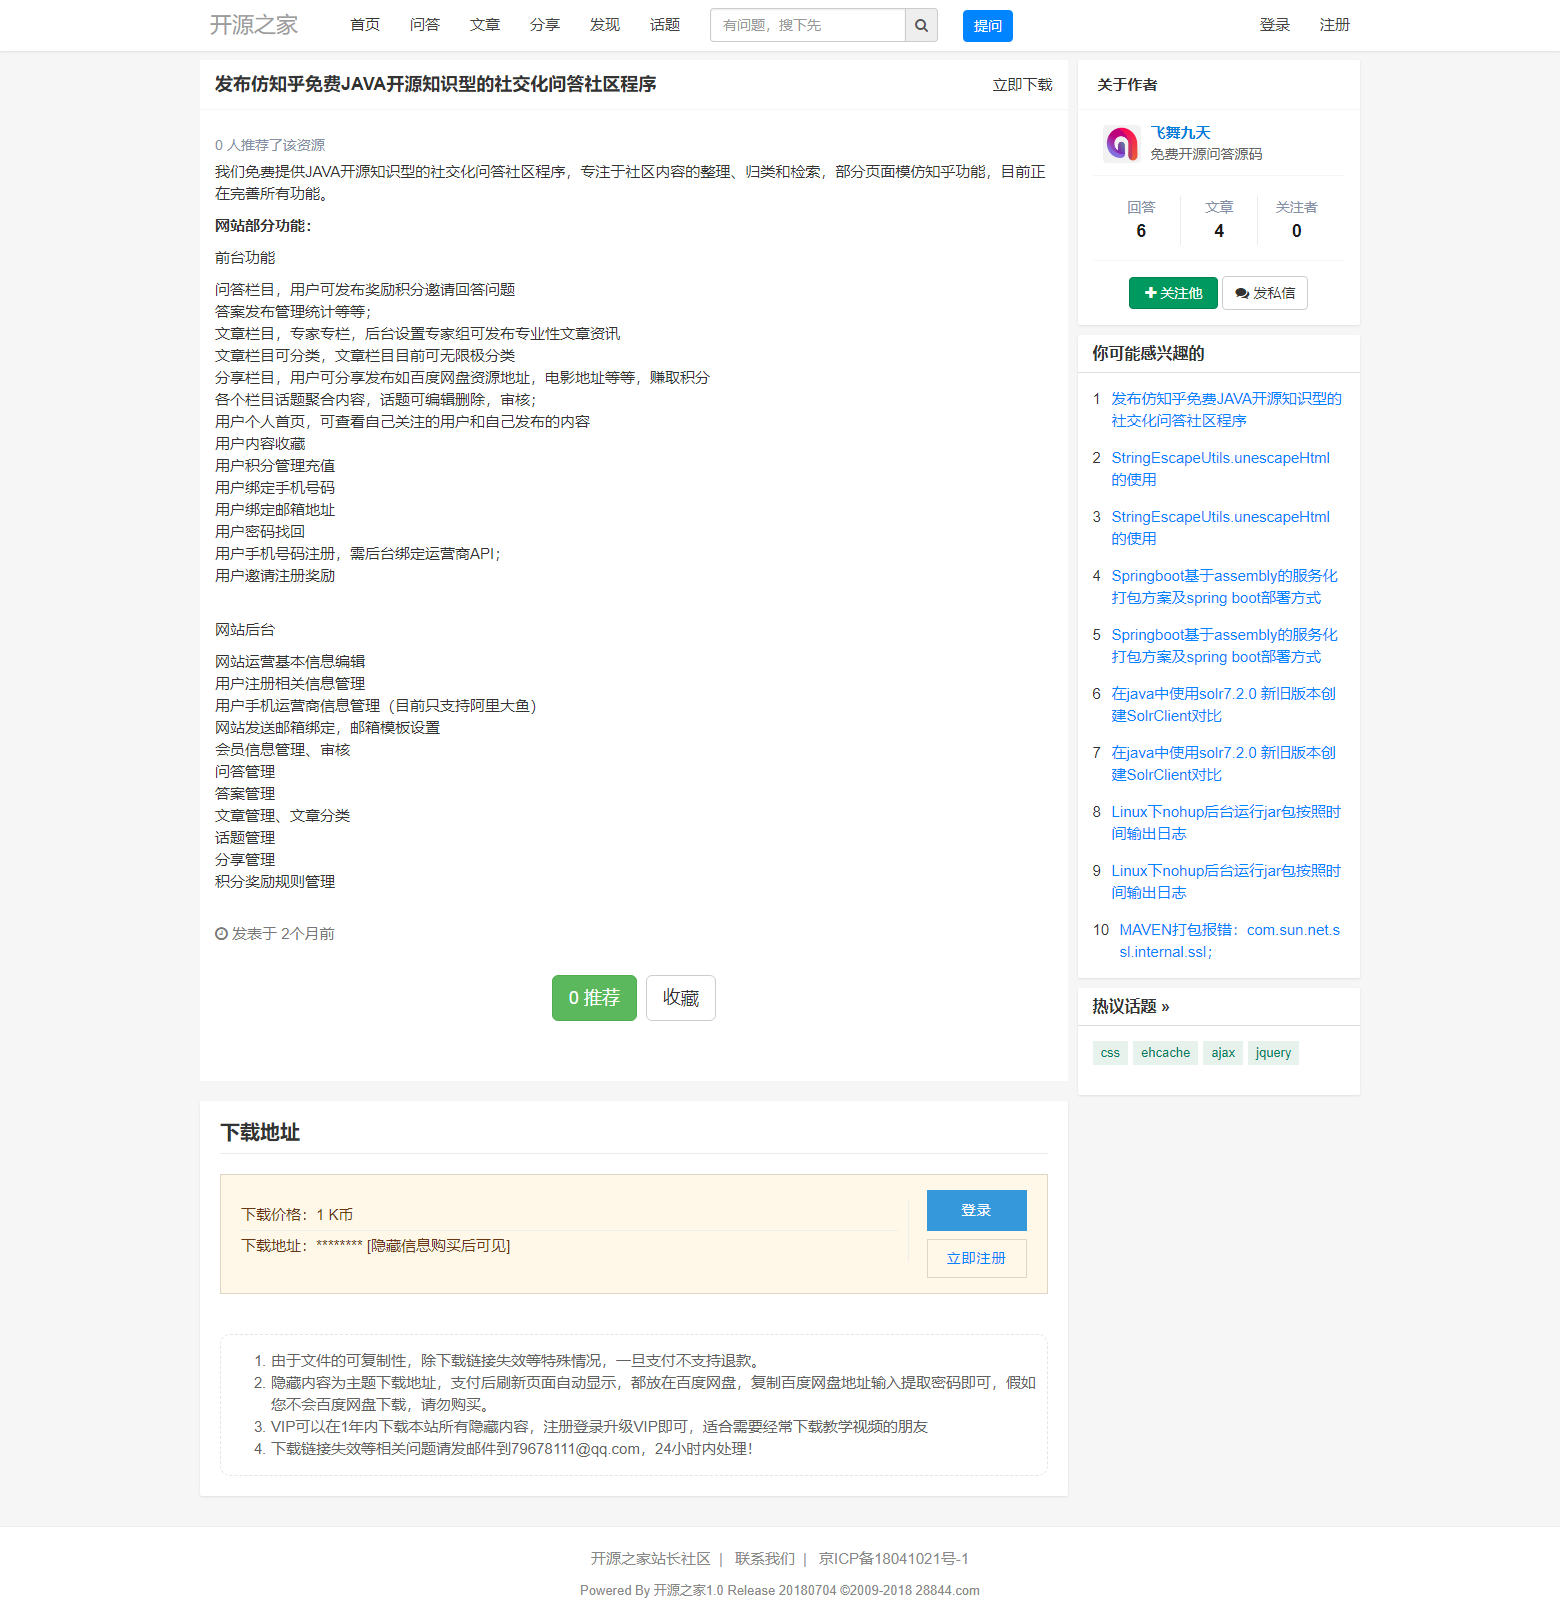 开源之家 首页 问答 文章 分享 发现 话题 有问题，搜下先 提问 登录 注册
发布仿知乎免费JAVA开源知识型的社交化问答社区程序 立即下载
0 人推荐了该资源
我们免费提供JAVA开源知识型的社交化问答社区程序，专注于社区内容的整理、归类和检索，部分页面模仿知乎功能，目前正
在完善所有功能。
网站部分功能：
前台功能
问答栏目，用户可发布奖励积分邀请回答问题
答案发布管理统计等等；
文章栏目，专家专栏，后台设置专家组可发布专业性文章资讯
文章栏目可分类，文章栏目目前可无限极分类
分享栏目，用户可分享发布如百度网盘资源地址，电影地址等等，赚取积分
各个栏目话题聚合内容，话题可编辑删除，审核；
用户个人首页，可查看自己关注的用户和自己发布的内容
用户内容收藏
用户积分管理充值
用户绑定手机号码
用户绑定邮箱地址
用户密码找回
用户手机号码注册，需后台绑定运营商API；
用户邀请注册奖励
网站后台
网站运营基本信息编辑
用户注册相关信息管理
用户手机运营商信息管理（目前只支持阿里大鱼）
网站发送邮箱绑定，邮箱模板设置
会员信息管理、审核
问答管理
答案管理
文章管理、文章分类
话题管理
分享管理
积分奖励规则管理
发表于 2个月前
0 推荐 收藏
下载地址
下载价格：1 K币
下载地址：******** [隐藏信息购买后可见]
登录
立即注册
1. 由于文件的可复制性，除下载链接失效等特殊情况，一旦支付不支持退款。
2. 隐藏内容为主题下载地址，支付后刷新页面自动显示，都放在百度网盘，复制百度网盘地址输入提取密码即可，假如
您不会百度网盘下载，请勿购买。
3. VIP可以在1年内下载本站所有隐藏内容，注册登录升级VIP即可，适合需要经常下载教学视频的朋友
4. 下载链接失效等相关问题请发邮件到79678111@qq.com，24小时内处理！
关于作者
飞舞九天
免费开源问答源码
回答 文章 关注者
6 4 0
关注他 发私信
你可能感兴趣的
1 发布仿知乎免费JAVA开源知识型的
社交化问答社区程序
2 StringEscapeUtils.unescapeHtml
的使用
3 StringEscapeUtils.unescapeHtml
的使用
4 Springboot基于assembly的服务化
打包方案及spring boot部署方式
5 Springboot基于assembly的服务化
打包方案及spring boot部署方式
6 在java中使用solr7.2.0 新旧版本创
建SolrClient对比
7 在java中使用solr7.2.0 新旧版本创
建SolrClient对比
8 Linux下nohup后台运行jar包按照时
间输出日志
9 Linux下nohup后台运行jar包按照时
间输出日志
10 MAVEN打包报错：com.sun.net.s
sl.internal.ssl；
热议话题 »
css ehcache ajax jquery
开源之家站长社区 | 联系我们 | 京ICP备18041021号-1
Powered By 开源之家1.0 Release 20180704 ©2009-2018 28844.com